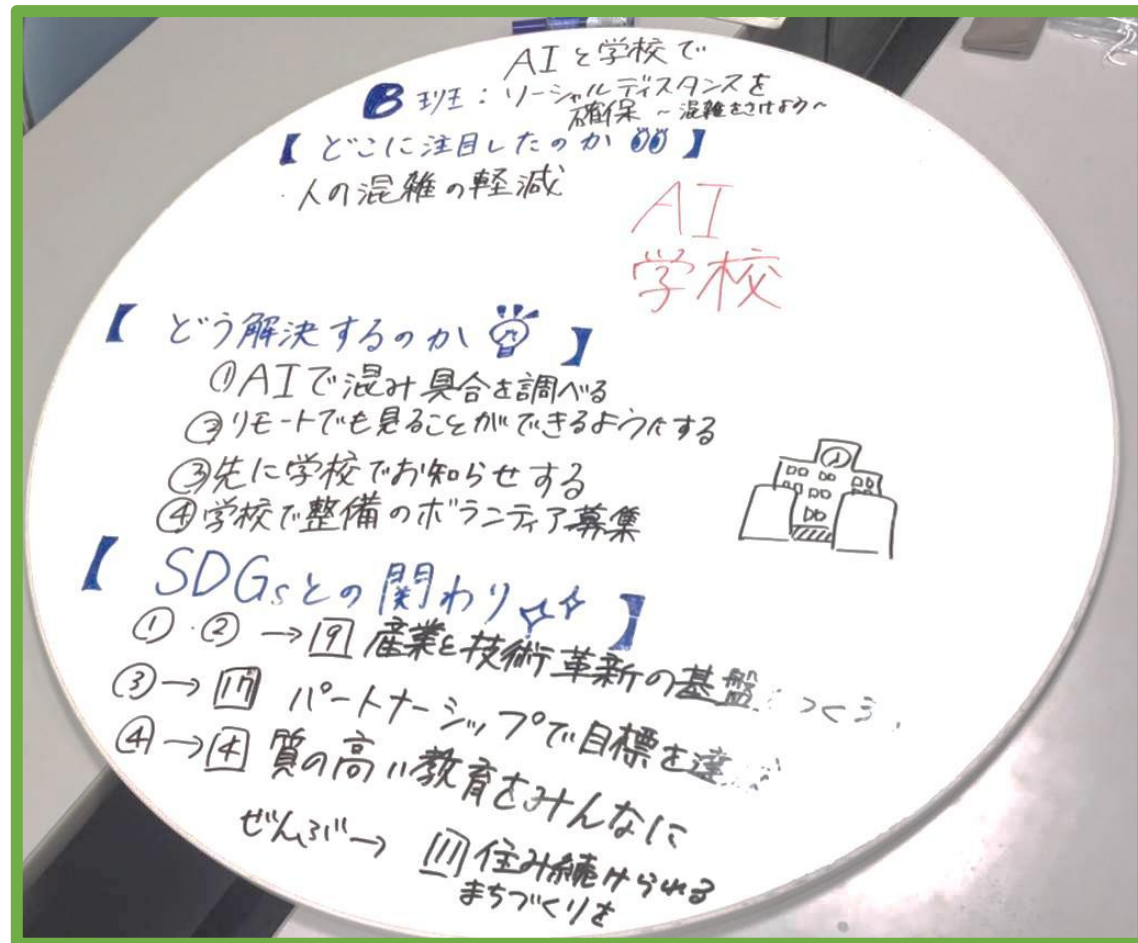 AIと学校で
B班:ソーシャルディスタンスを
確保 ~混雑をさけよう~
【どこに注目したのか】
・人の混雑の軽減
AI
学校
【どう解決するのか】
①AIで混み具合を調べる
②リモートでも見ることができるようにする
③先に学校でお知らせする
④学校で整備のボランティア募集
【SDGsとの関わり】
①・②→9 産業と技術革新の基盤をつくろう
③→17 パートナーシップで目標を達
④→4 質の高い教育をみんなに
ぜんぶ→11住み続けられる
まちづくりを